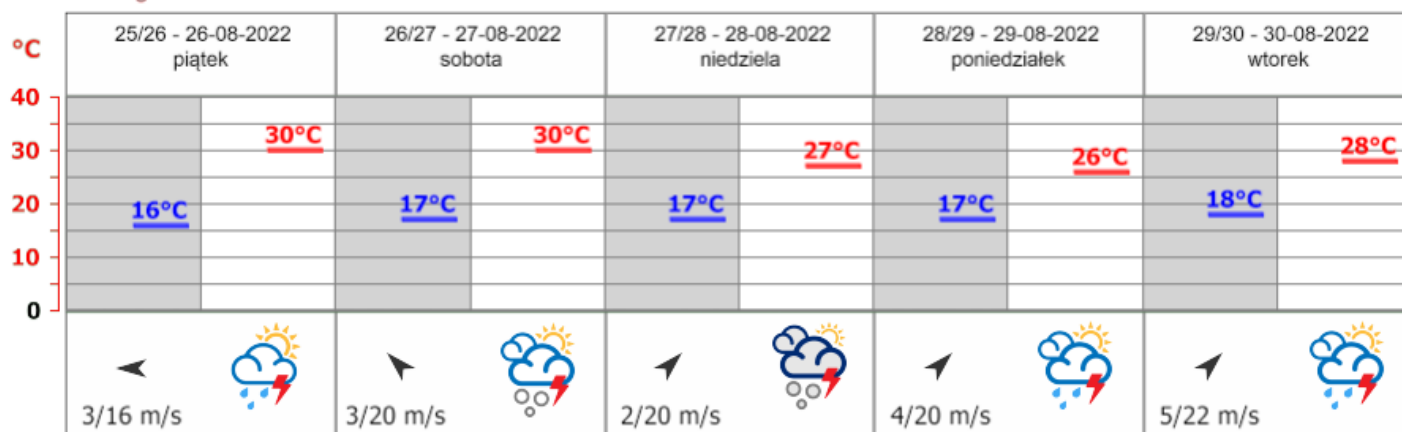 25/26 - 26-08-2022
piątek
26/27 - 27-08-2022
sobota
27/28 - 28-08-2022
niedziela
28/29 - 29-08-2022
poniedziałek
29/30 - 30-08-2022
wtorek
°C
40
30
20
10
0
16°C
30°C
17°C
30°C
17°C
27°C
17°C
26°C
18°C
28°C
3/16 m/s
3/20 m/s
2/20 m/s
4/20 m/s
5/22 m/s